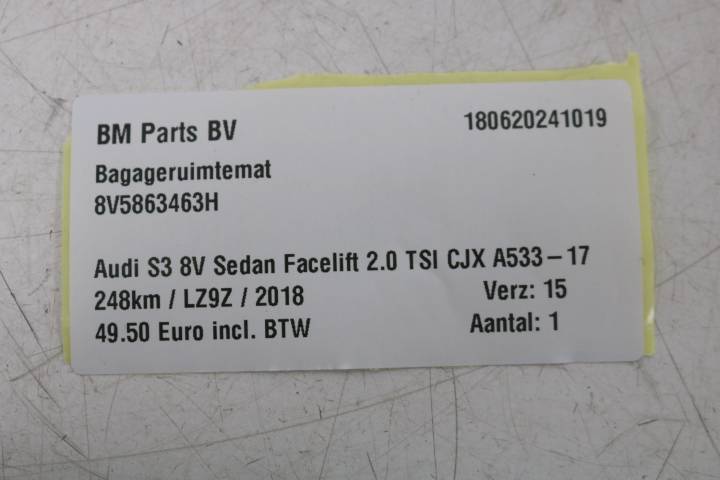 BM Parts BV 180620241019
Bagageruimtemat
8V5863463H
Audi S3 8V Sedan Facelift 2.0 TSI CJX A533-17
248km / LZ9Z / 2018 Verz: 15
49.50 Euro incl. BTW Aantal: 1